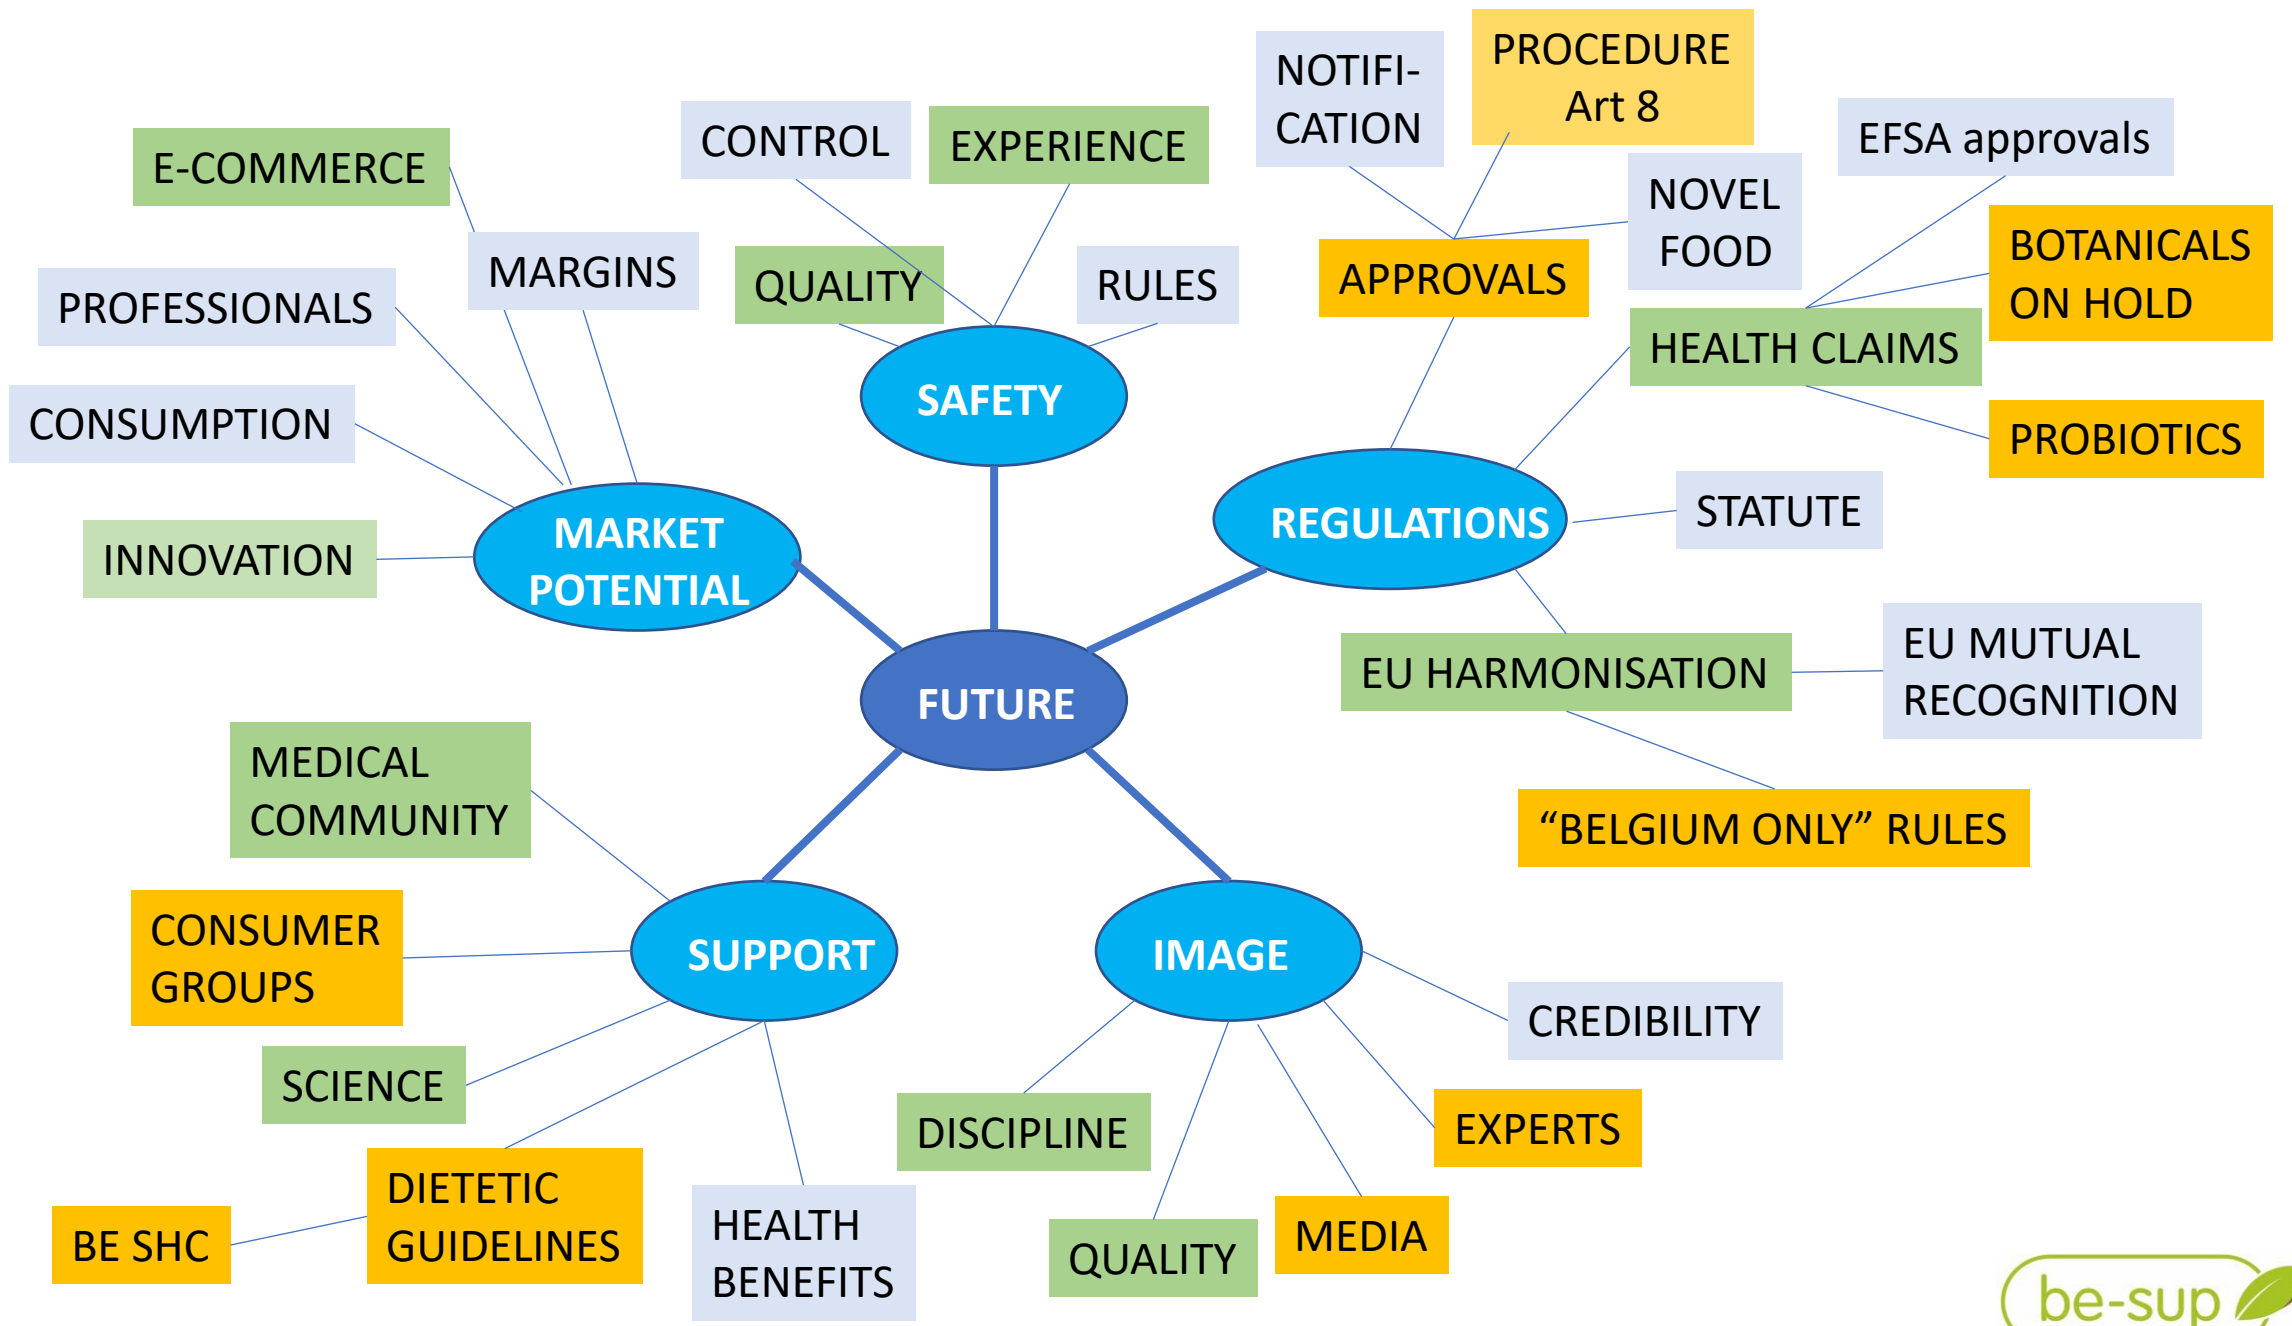 NOTIFI-
CATION
PROCEDURE
Art 8
CONTROL
EXPERIENCE
EFSA approvals
E-COMMERCE
NOVEL
FOOD
BOTANICALS
ON HOLD
MARGINS
QUALITY
RULES
APPROVALS
PROFESSIONALS
HEALTH CLAIMS
CONSUMPTION
SAFETY
PROBIOTICS
STATUTE
REGULATIONS
MARKET
POTENTIAL
INNOVATION
EU HARMONISATION
EU MUTUAL
RECOGNITION
FUTURE
MEDICAL
COMMUNITY
"BELGIUM ONLY" RULES
CONSUMER
GROUPS
SUPPORT
IMAGE
CREDIBILITY
SCIENCE
DISCIPLINE
EXPERTS
DIETETIC
GUIDELINES
BE SHC
HEALTH
BENEFITS
QUALITY
MEDIA
be-sup